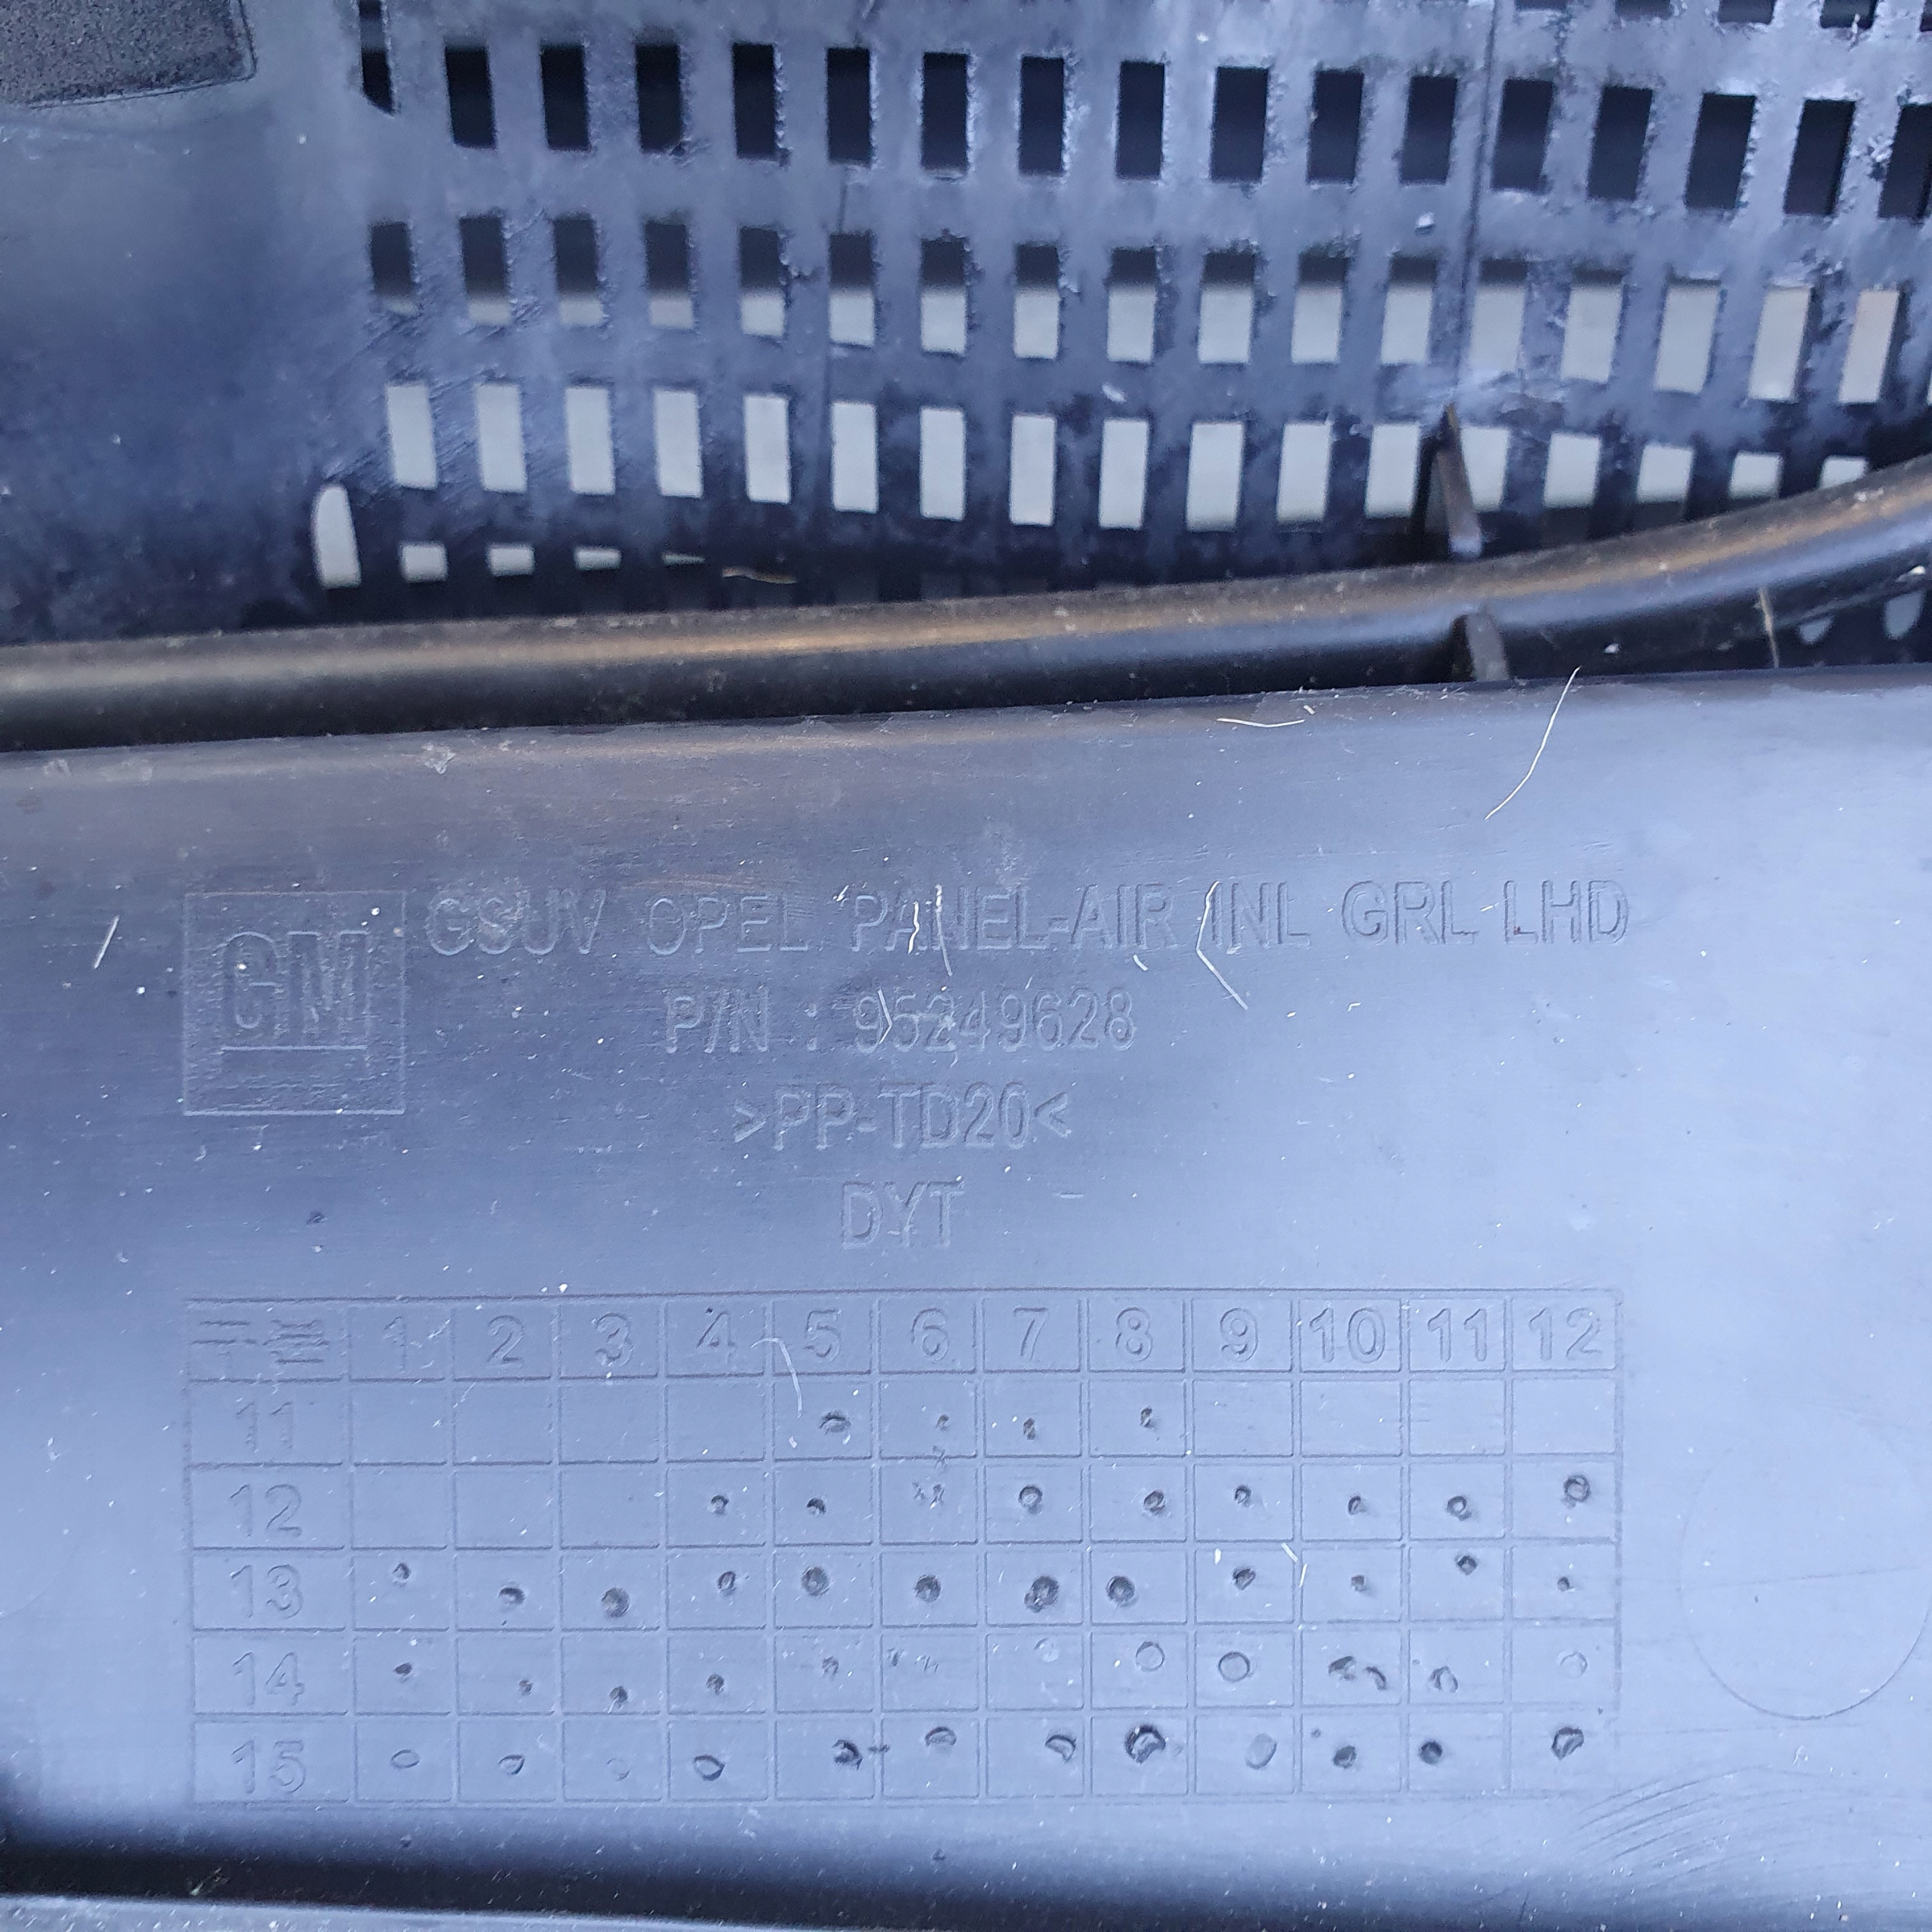 GM
GSUV OPEL PANEL-AIR INL GRL LHD
P/N : 95249628
>PP-TD20<
DYT
1 2 3 4 5 6 7 8 9 10 11 12
11
12
13
14
15